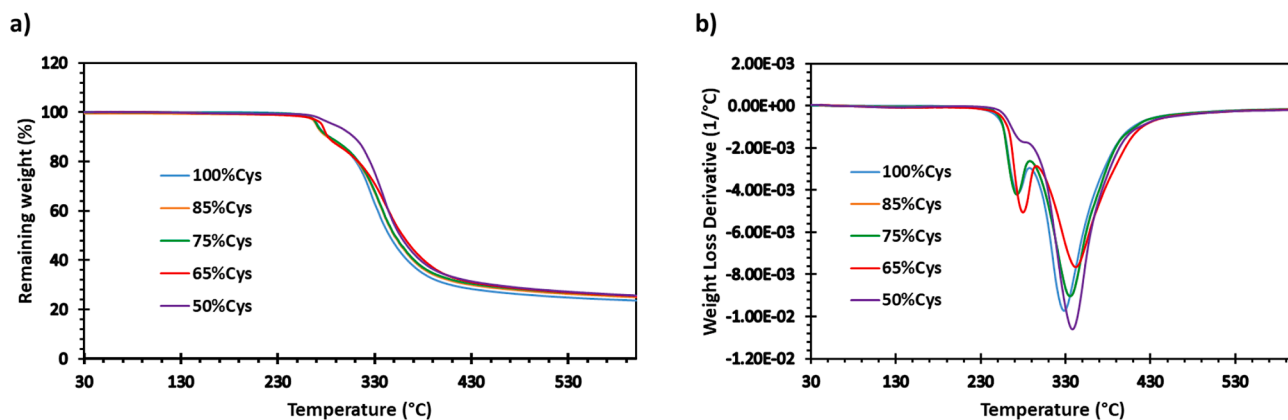 a)
Remaining weight (%)
120
100
80
60
40
20
0
100%Cys
85%Cys
75%Cys
65%Cys
50%Cys
30 130 230 330 430 530
Temperature (°C)
b)
Weight Loss Derivative (1/°C)
2.00E-03
0.00E+00
-2.00E-03
-4.00E-03
-6.00E-03
-8.00E-03
-1.00E-02
-1.20E-02
100%Cys
85%Cys
75%Cys
65%Cys
50%Cys
30 130 230 330 430 530
Temperature (°C)